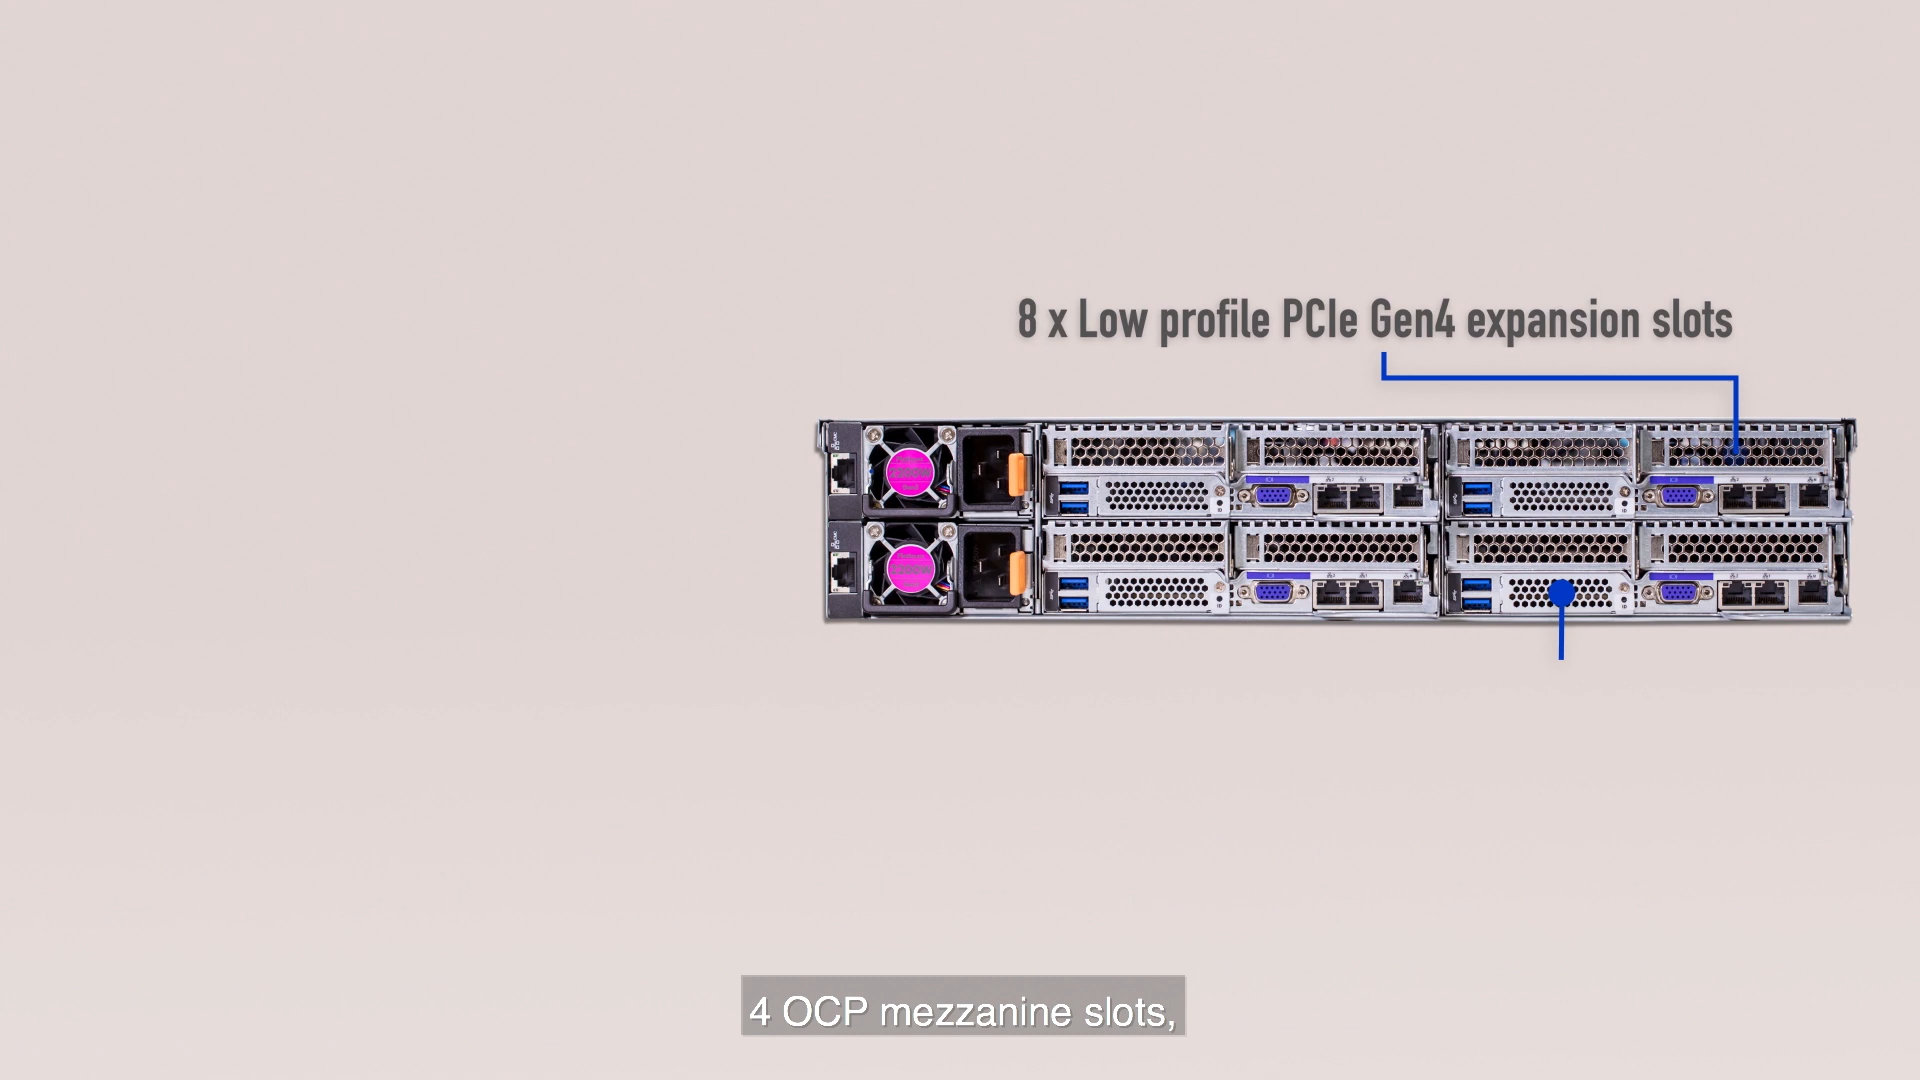 8 x Low profile PCIe Gen4 expansion slots
4 OCP mezzanine slots,